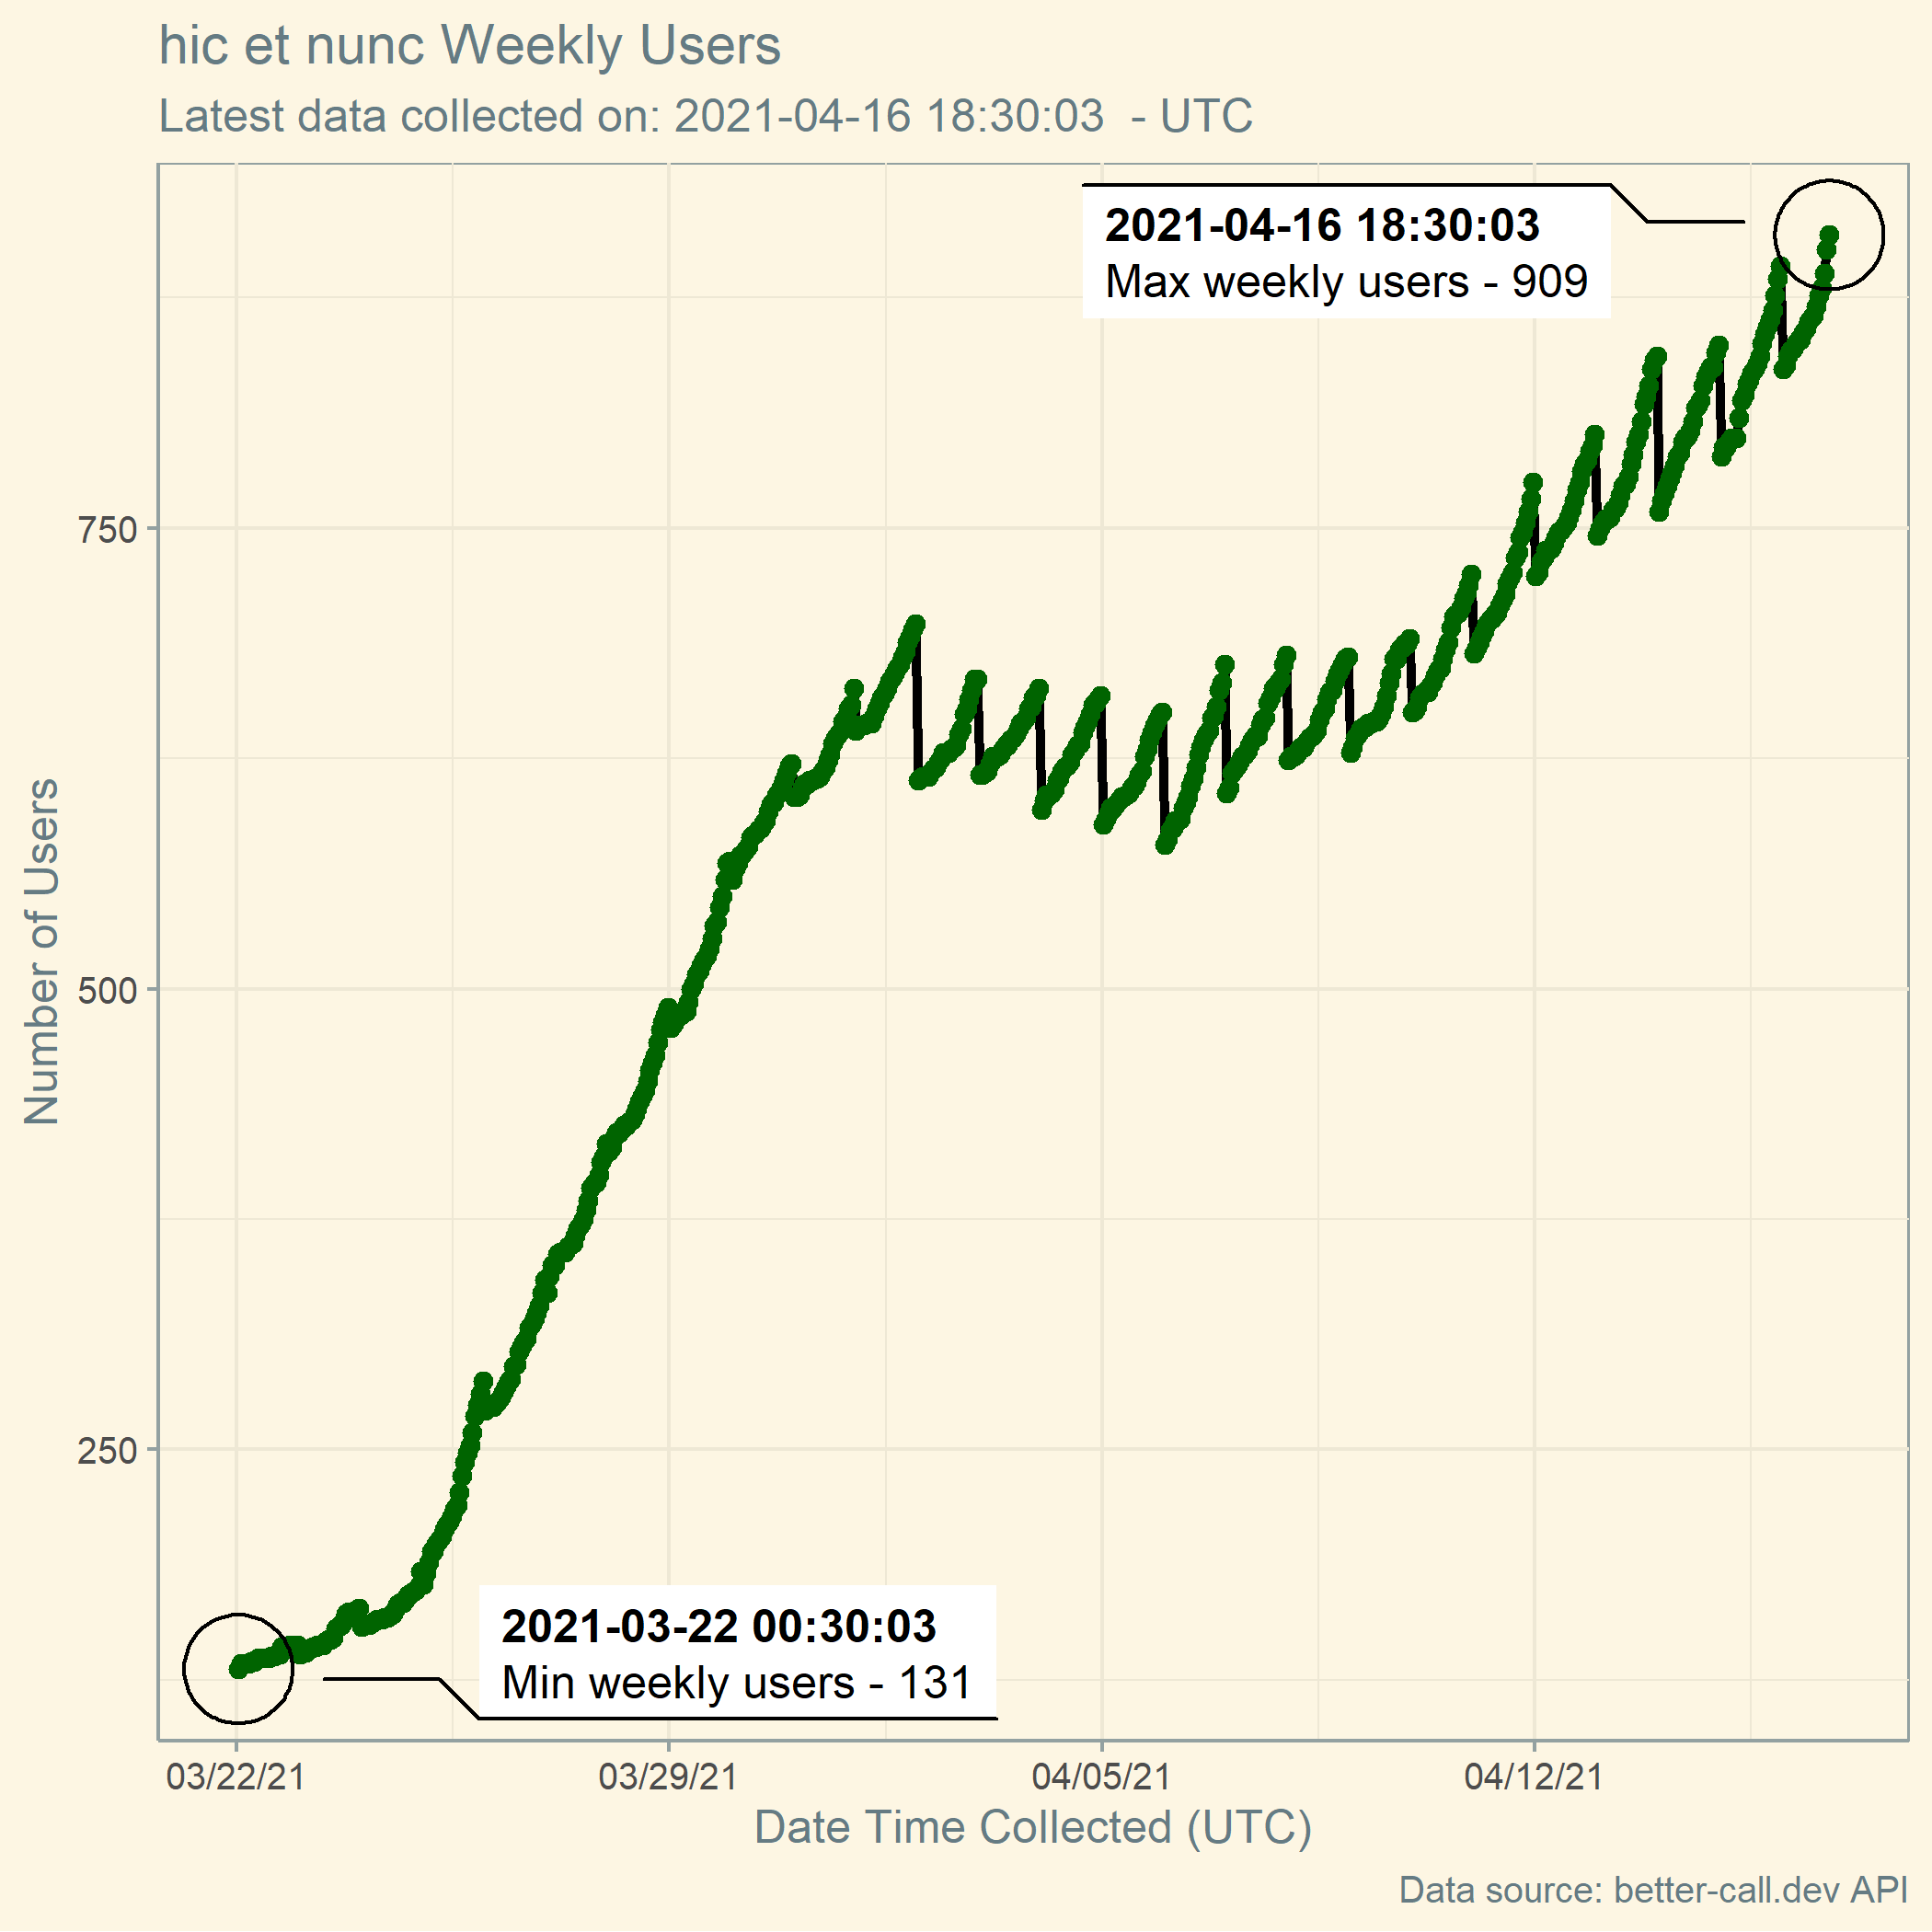 hic et nunc Weekly Users
Latest data collected on: 2021-04-16 18:30:03  - UTC
2021-04-16 18:30:03
Max weekly users - 909
750
500
250
Number of Users
2021-03-22 00:30:03
Min weekly users - 131
03/22/21
03/29/21
04/05/21
04/12/21
Date Time Collected (UTC)
Data source: better-call.dev API